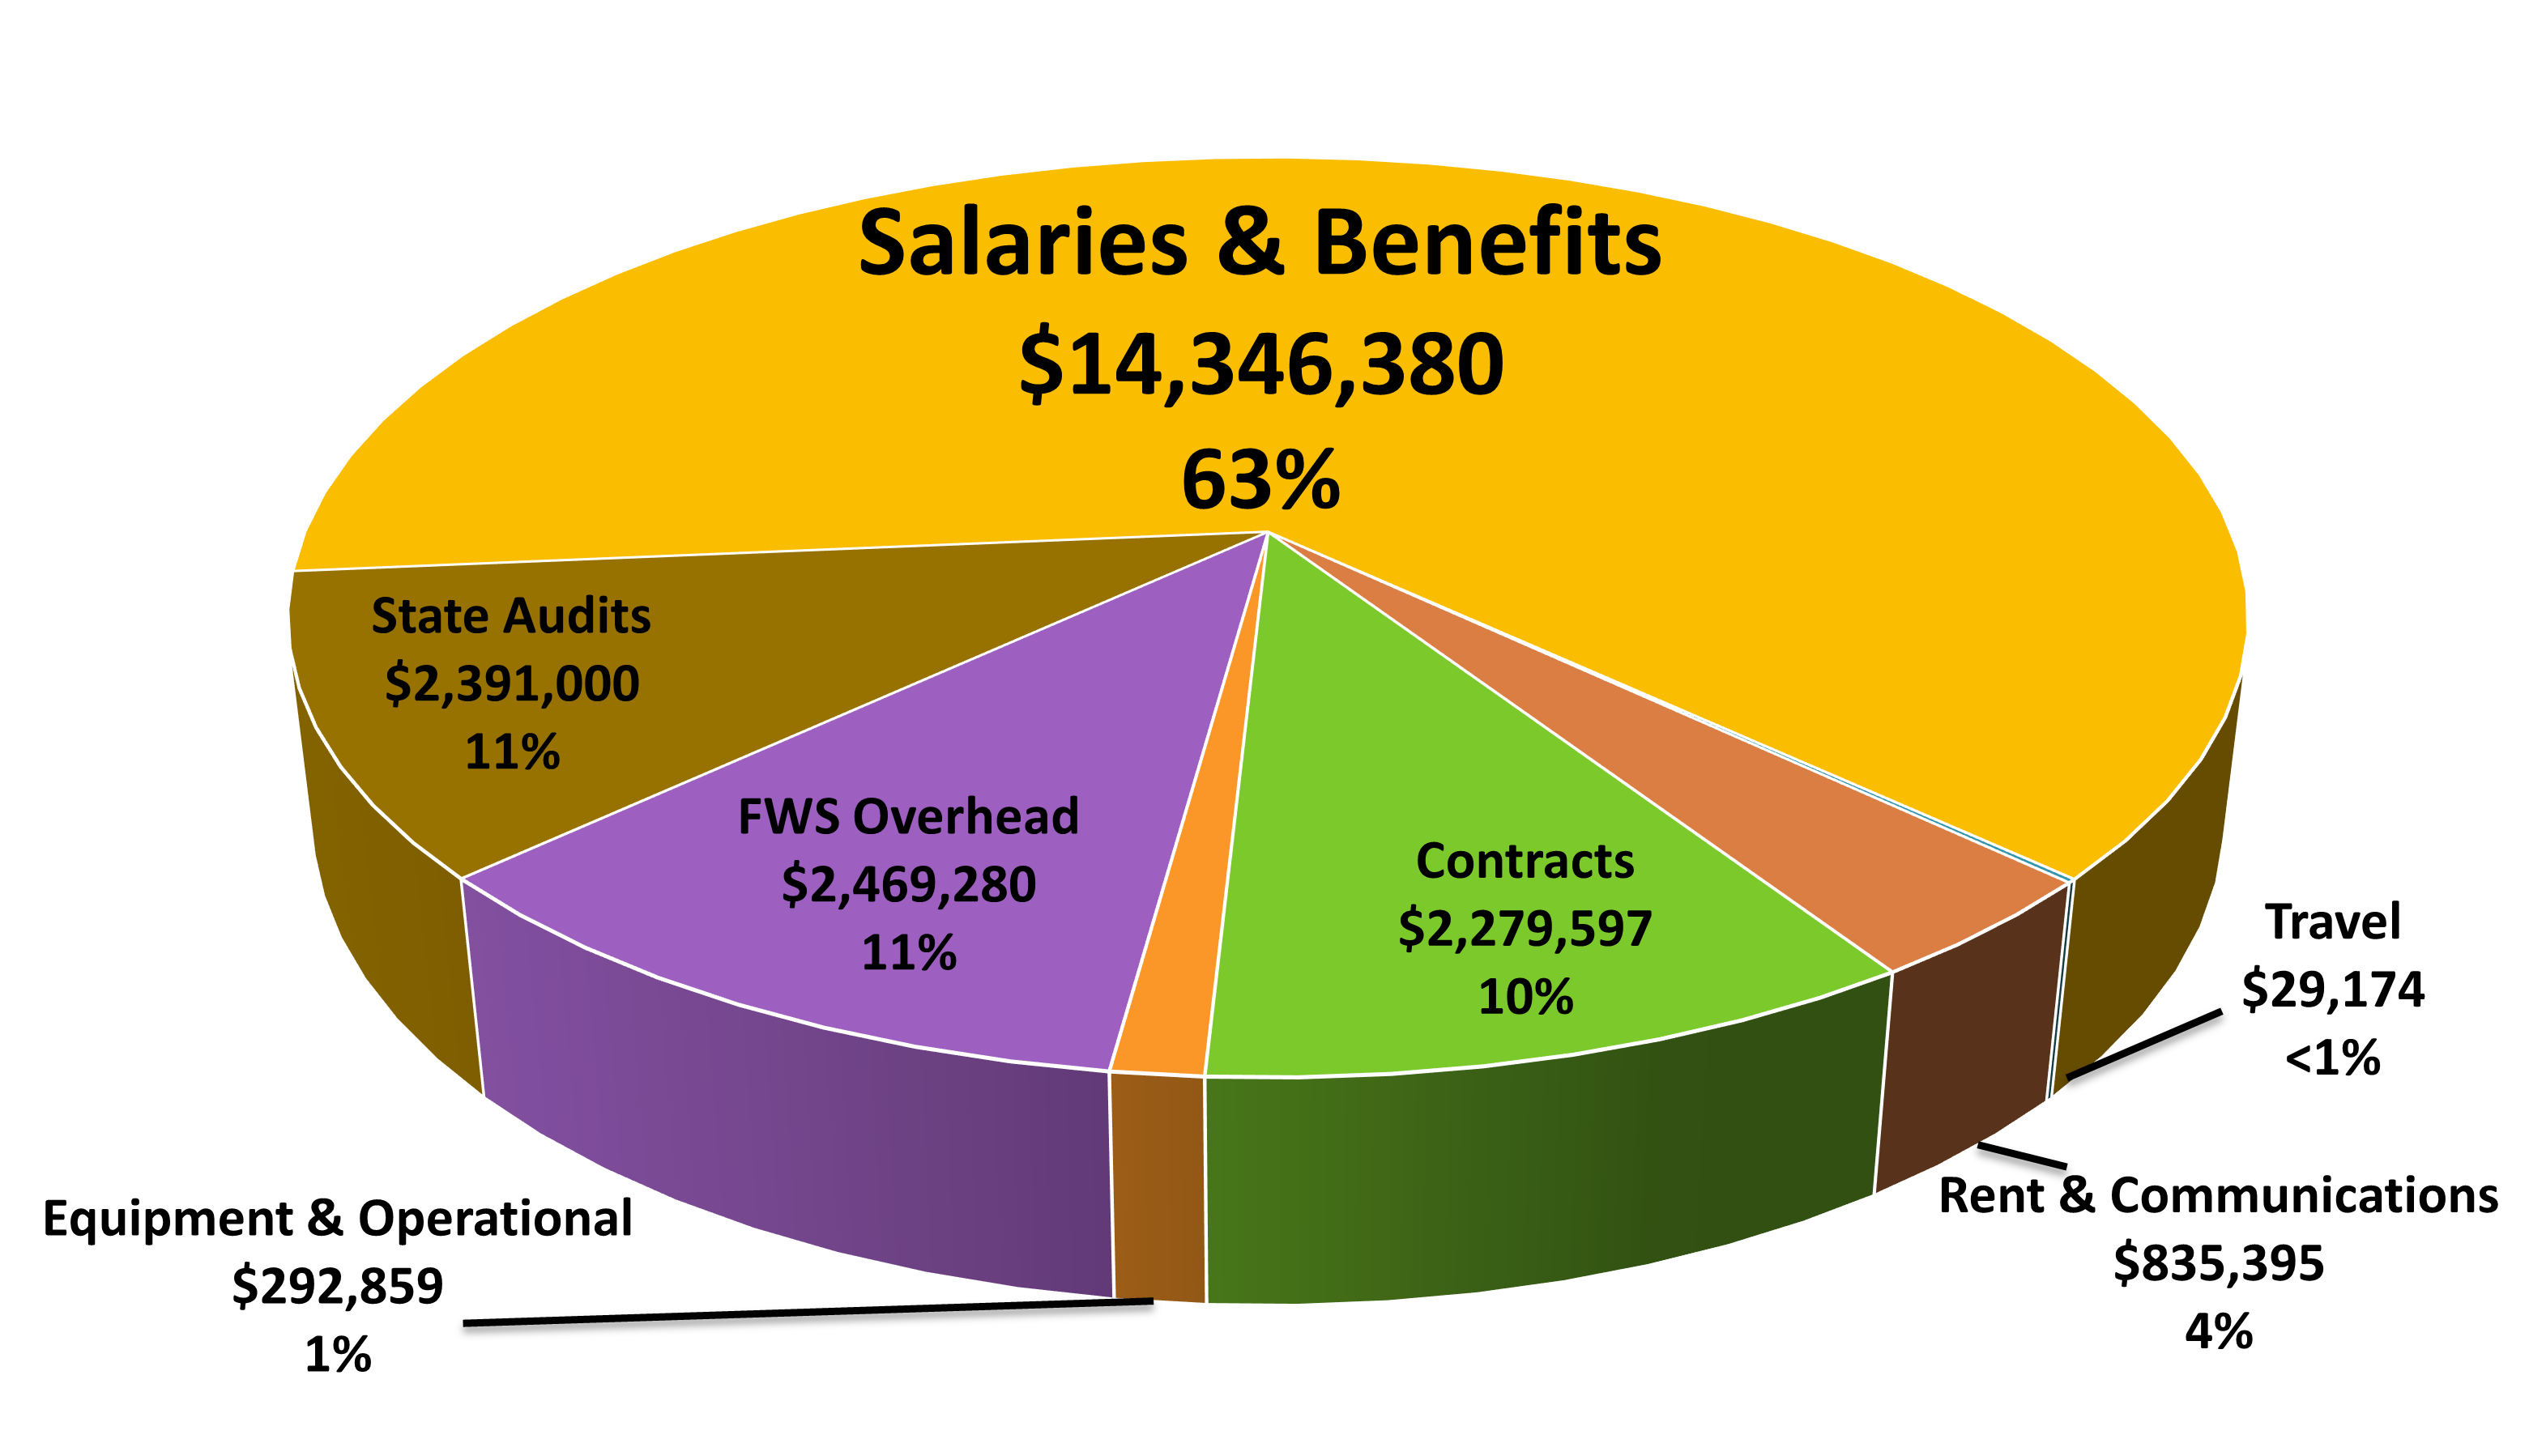 Salaries & Benefits
$14,346,380
63%
State Audits
$2,391,000
11%
FWS Overhead
$2,469,280
11%
Contracts
$2,279,597
10%
Travel
$29,174
<1%
Rent & Communications
$835,395
4%
Equipment & Operational
$292,859
1%